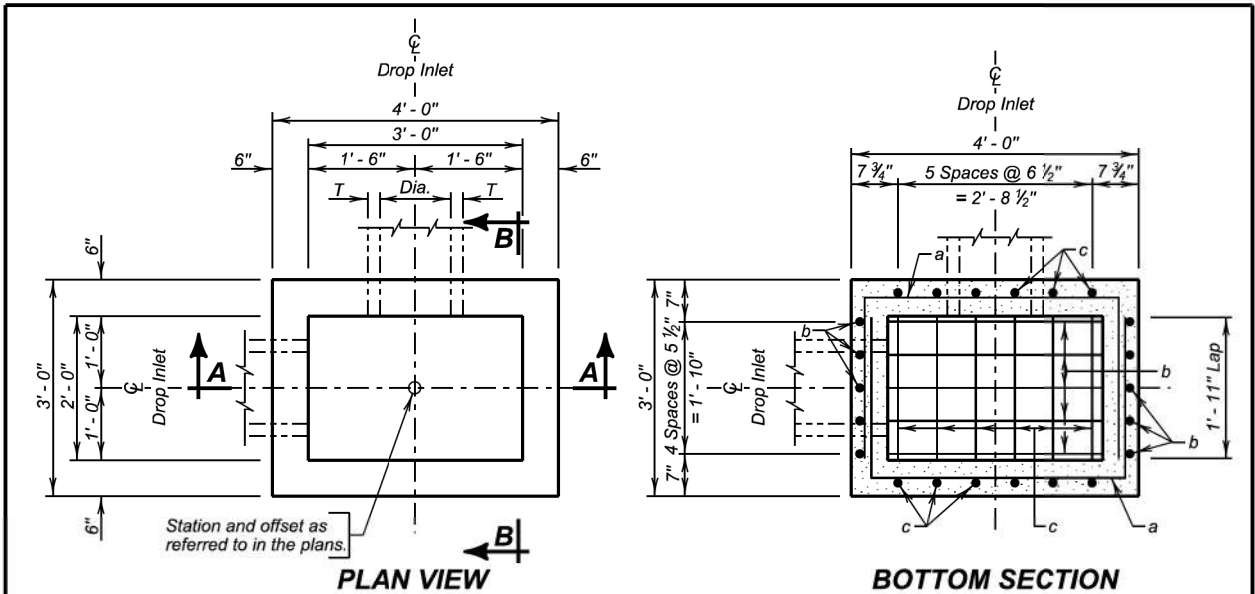 ℄
Drop Inlet
4' - 0"
3' - 0"
6"
1' - 6"
1' - 6"
6"
T
Dia.
T
B
6"
3' - 0"
2' - 0"
1' - 0"
1' - 0"
℄
Drop Inlet
A
A
6"
Station and offset as
referred to in the plans.
B
PLAN VIEW
℄
Drop Inlet
4' - 0"
7 ¾"
5 Spaces @ 6 ½"
= 2' - 8 ½"
7 ¾"
a
c
7"
b
3' - 0"
4 Spaces @ 5 ½"
= 1' - 10"
℄
Drop Inlet
b
1' - 11" Lap
b
7"
c
c
a
BOTTOM SECTION